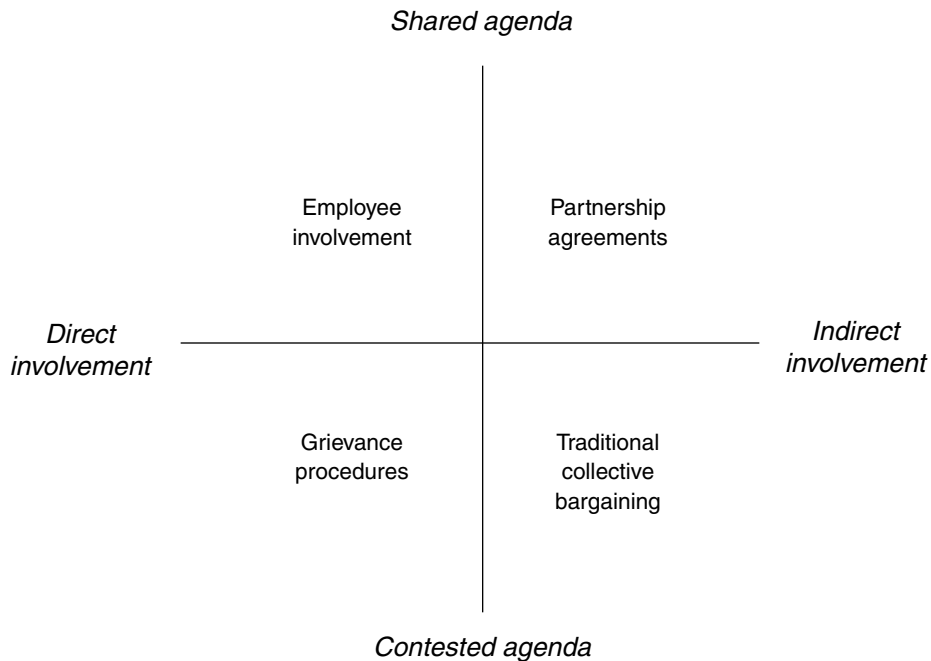 Shared agenda
Employee
involvement
Partnership
agreements
Direct
involvement
Indirect
involvement
Grievance
procedures
Traditional
collective
bargaining
Contested agenda